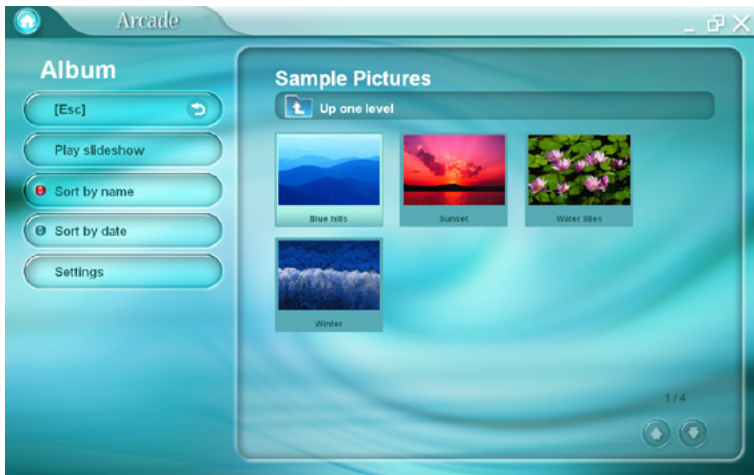 Arcade
Album
[Esc]
Play slideshow
Sort by name
Sort by date
Settings
Sample Pictures
Up one level
Blue hills
Sunset
Water lilies
Winter
1 / 4